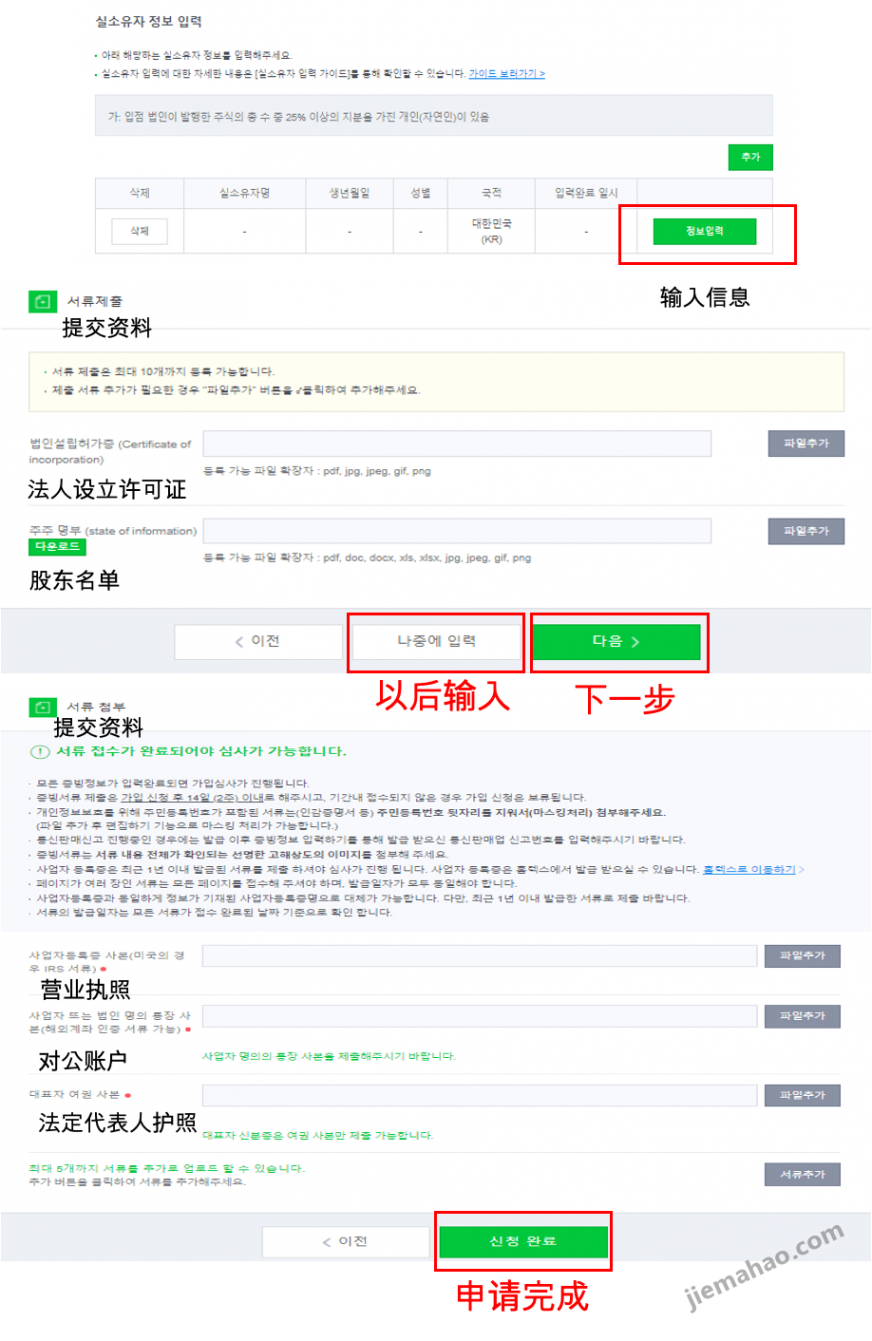 실소유자 정보 입력
· 아래 해당하는 실소유자 정보를 입력해주세요.
· 실소유자 입력에 대한 자세한 내용은 [실소유자 입력 가이드]를 통해 확인할 수 있습니다. 가이드 보러가기 >
가: 입점 법인이 발행한 주식의 총 수 중 25% 이상의 지분을 가진 개인(자연인)이 있음
추가
삭제 실소유자명 생년월일 성별 국적 입력완료 일시
삭제 - - - 대한민국 (KR) - 정보입력
输入信息
서류제출
提交资料
· 서류 제출은 최대 10개까지 등록 가능합니다.
· 제출 서류 추가가 필요한 경우 "파일추가" 버튼을 클릭하여 추가해주세요.
법인설립허가증 (Certificate of
incorporation)
파일추가
등록 가능 파일 확장자 : pdf, jpg, jpeg, gif, png
法人设立许可证
주주 명부 (state of information)
파일추가
다운로드
등록 가능 파일 확장자 : pdf, doc, docx, xls, xlsx, jpg, jpeg, gif, png
股东名单
< 이전 나중에 입력 다음 >
以后输入 下一步
서류 첨부
提交资料
! 서류 접수가 완료되어야 심사가 가능합니다.
· 모든 증빙정보가 입력완료되면 가입심사가 진행됩니다.
· 증빙서류 제출은 가입 신청 후 14일 (2주) 이내로 해주시고, 기간내 접수되지 않은 경우 가입 신청은 보류됩니다.
· 개인정보보호를 위해 주민등록번호가 포함된 서류는(인감증명서 등) 주민등록번호 뒷자리를 지워서(마스킹처리) 첨부해주세요.
(파일 추가 후 편집하기 기능으로 마스킹 처리가 가능합니다.)
· 통신판매신고 진행중인 경우에는 발급 이후 증빙정보 입력하기를 통해 발급 받으신 통신판매업 신고번호를 입력해주시기 바랍니다.
· 증빙서류는 서류 내용 전체가 확인되는 선명한 고해상도의 이미지를 첨부해 주세요.
· 사업자 등록증은 최근 1년 이내 발급된 서류로 제출 하셔야 심사가 진행 됩니다. 사업자 등록증은 홈텍스에서 발급 받으실 수 있습니다. 홈텍스로 이동하기 >
· 페이지가 여러 장인 서류는 모든 페이지를 접수해 주셔야 하며, 발급일자가 모두 동일해야 합니다.
· 사업자등록증과 동일하게 정보가 기재된 사업자등록증명으로 대체가 가능합니다. 다만, 최근 1년 이내 발급한 서류로 제출 바랍니다.
· 서류의 발급일자는 모든 서류가 접수 완료된 날짜 기준으로 확인 합니다.
사업자등록증 사본(미국의 경
우 IRS 서류)
파일추가
营业执照
사업자 또는 법인 명의 통장 사
본(해외계좌 인증 서류 가능)
파일추가
对公账户
사업자 명의의 통장 사본을 제출해주시기 바랍니다.
대표자 여권 사본
파일추가
法定代表人护照
대표자 신분증은 여권 사본만 제출 가능합니다.
최대 5개까지 서류를 추가로 업로드 할 수 있습니다.
추가 버튼을 클릭하여 서류를 추가해주세요.
서류추가
< 이전 신청 완료
申请完成
jiemahao.com